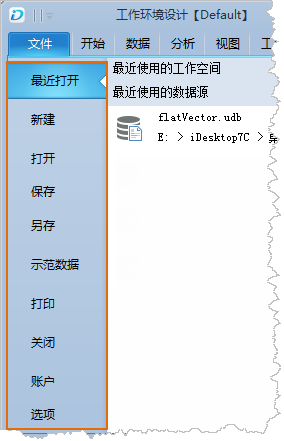 工作环境设计【Default】
文件 开始 数据 分析 视图
最近打开
新建
打开
保存
另存
示范数据
打印
关闭
账户
选项
最近使用的工作空间
最近使用的数据源
flatVector.udb
E: > iDesktop7C >